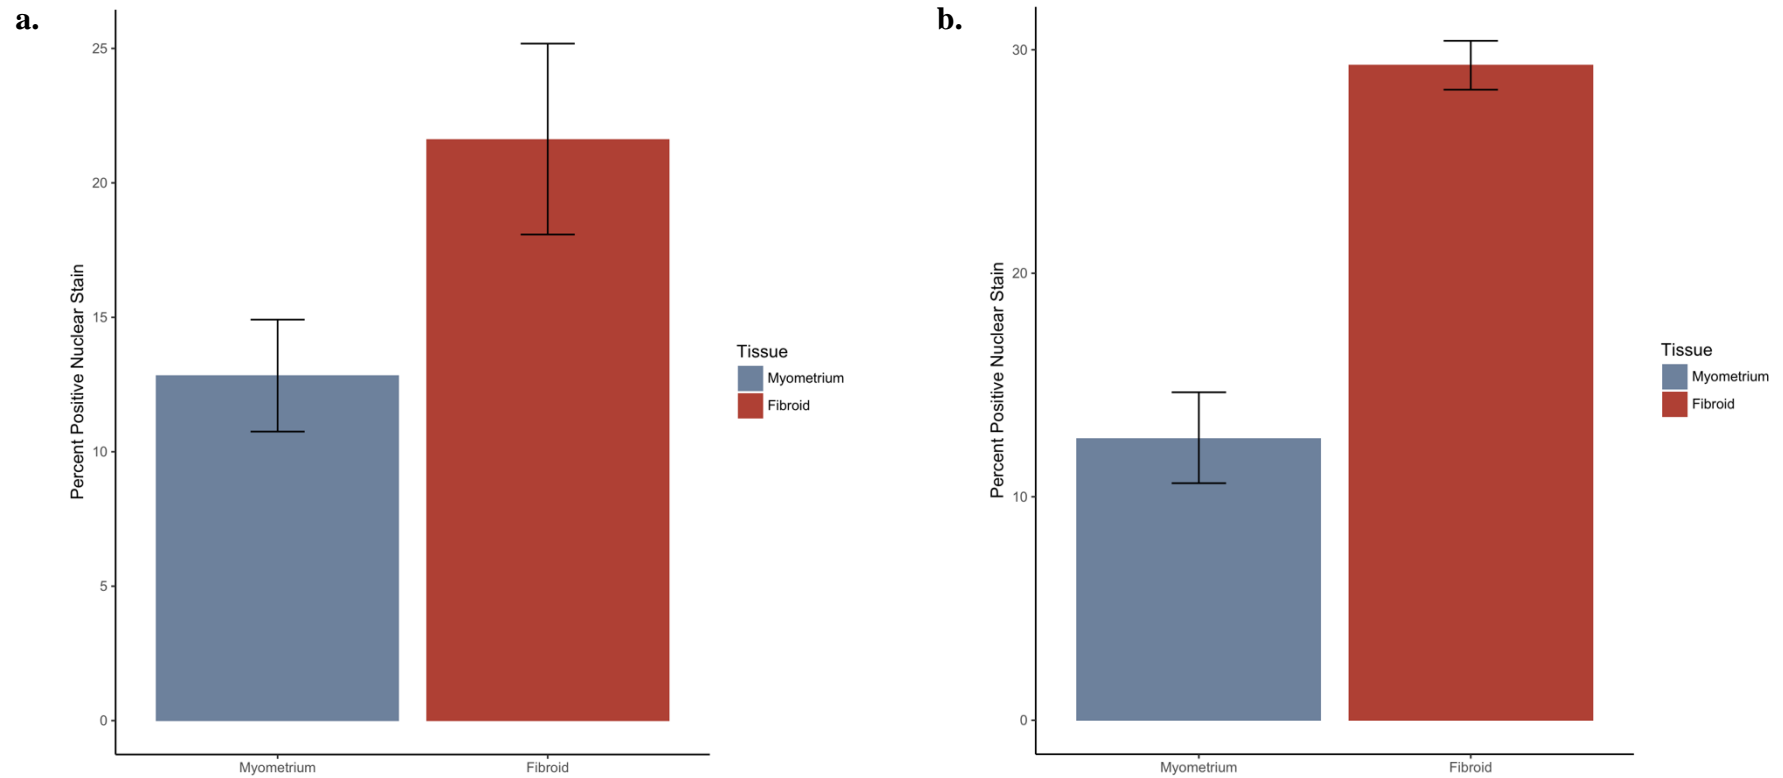 a.
25
20
15
10
5
0
Percent Positive Nuclear Stain
Myometrium
Fibroid
Tissue
Myometrium
Fibroid
b.
30
20
10
0
Percent Positive Nuclear Stain
Myometrium
Fibroid
Tissue
Myometrium
Fibroid